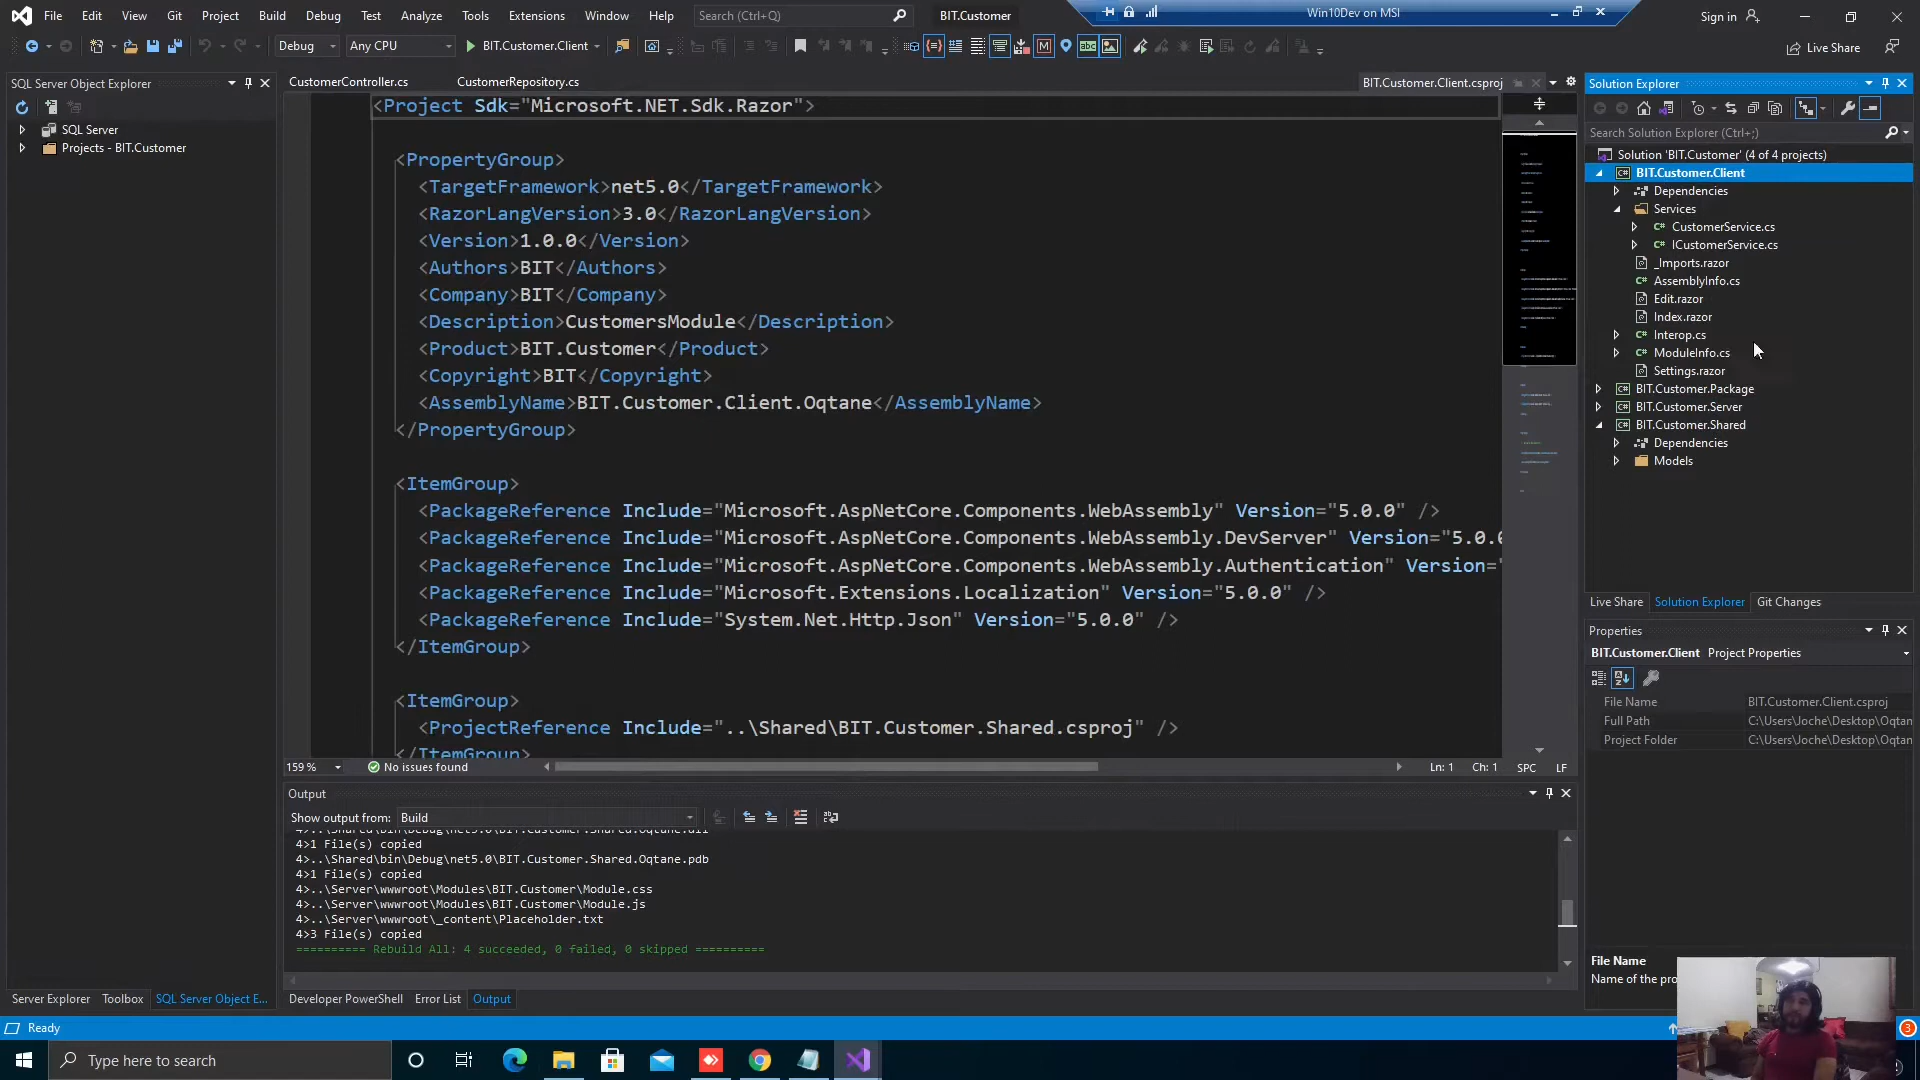 File Edit View Git Project Build Debug Test Analyze Tools Extensions Window Help Search (Ctrl+Q) BIT.Customer Win10Dev on MSI Sign in
Debug Any CPU BIT.Customer.Client Live Share
SQL Server Object Explorer
SQL Server
Projects - BIT.Customer
CustomerController.cs CustomerRepository.cs BIT.Customer.Client.csproj
<Project Sdk="Microsoft.NET.Sdk.Razor">
<PropertyGroup>
<TargetFramework>net5.0</TargetFramework>
<RazorLangVersion>3.0</RazorLangVersion>
<Version>1.0.0</Version>
<Authors>BIT</Authors>
<Company>BIT</Company>
<Description>CustomersModule</Description>
<Product>BIT.Customer</Product>
<Copyright>BIT</Copyright>
<AssemblyName>BIT.Customer.Client.Oqtane</AssemblyName>
</PropertyGroup>
<ItemGroup>
<PackageReference Include="Microsoft.AspNetCore.Components.WebAssembly" Version="5.0.0" />
<PackageReference Include="Microsoft.AspNetCore.Components.WebAssembly.DevServer" Version="5.0.0
<PackageReference Include="Microsoft.AspNetCore.Components.WebAssembly.Authentication" Version="
<PackageReference Include="Microsoft.Extensions.Localization" Version="5.0.0" />
<PackageReference Include="System.Net.Http.Json" Version="5.0.0" />
</ItemGroup>
<ItemGroup>
<ProjectReference Include="..\Shared\BIT.Customer.Shared.csproj" />
</ItemGroup>
159 % No issues found Ln: 1 Ch: 1 SPC LF
Output
Show output from: Build
4>..\Shared\bin\Debug\net5.0\BIT.Customer.Shared.Oqtane.dll
4>1 File(s) copied
4>..\Shared\bin\Debug\net5.0\BIT.Customer.Shared.Oqtane.pdb
4>1 File(s) copied
4>..\Server\wwwroot\Modules\BIT.Customer\Module.css
4>..\Server\wwwroot\Modules\BIT.Customer\Module.js
4>..\Server\wwwroot\_content\Placeholder.txt
4>3 File(s) copied
========== Rebuild All: 4 succeeded, 0 failed, 0 skipped ==========
Server Explorer Toolbox SQL Server Object E... Developer PowerShell Error List Output
Solution Explorer
Search Solution Explorer (Ctrl+;)
Solution 'BIT.Customer' (4 of 4 projects)
BIT.Customer.Client
Dependencies
Services
CustomerService.cs
ICustomerService.cs
_Imports.razor
AssemblyInfo.cs
Edit.razor
Index.razor
Interop.cs
ModuleInfo.cs
Settings.razor
BIT.Customer.Package
BIT.Customer.Server
BIT.Customer.Shared
Dependencies
Models
Live Share Solution Explorer Git Changes
Properties
BIT.Customer.Client Project Properties
File Name BIT.Customer.Client.csproj
Full Path C:\Users\Joche\Desktop\Oqtan
Project Folder C:\Users\Joche\Desktop\Oqtan
File Name
Name of the pro
Ready 3
Type here to search